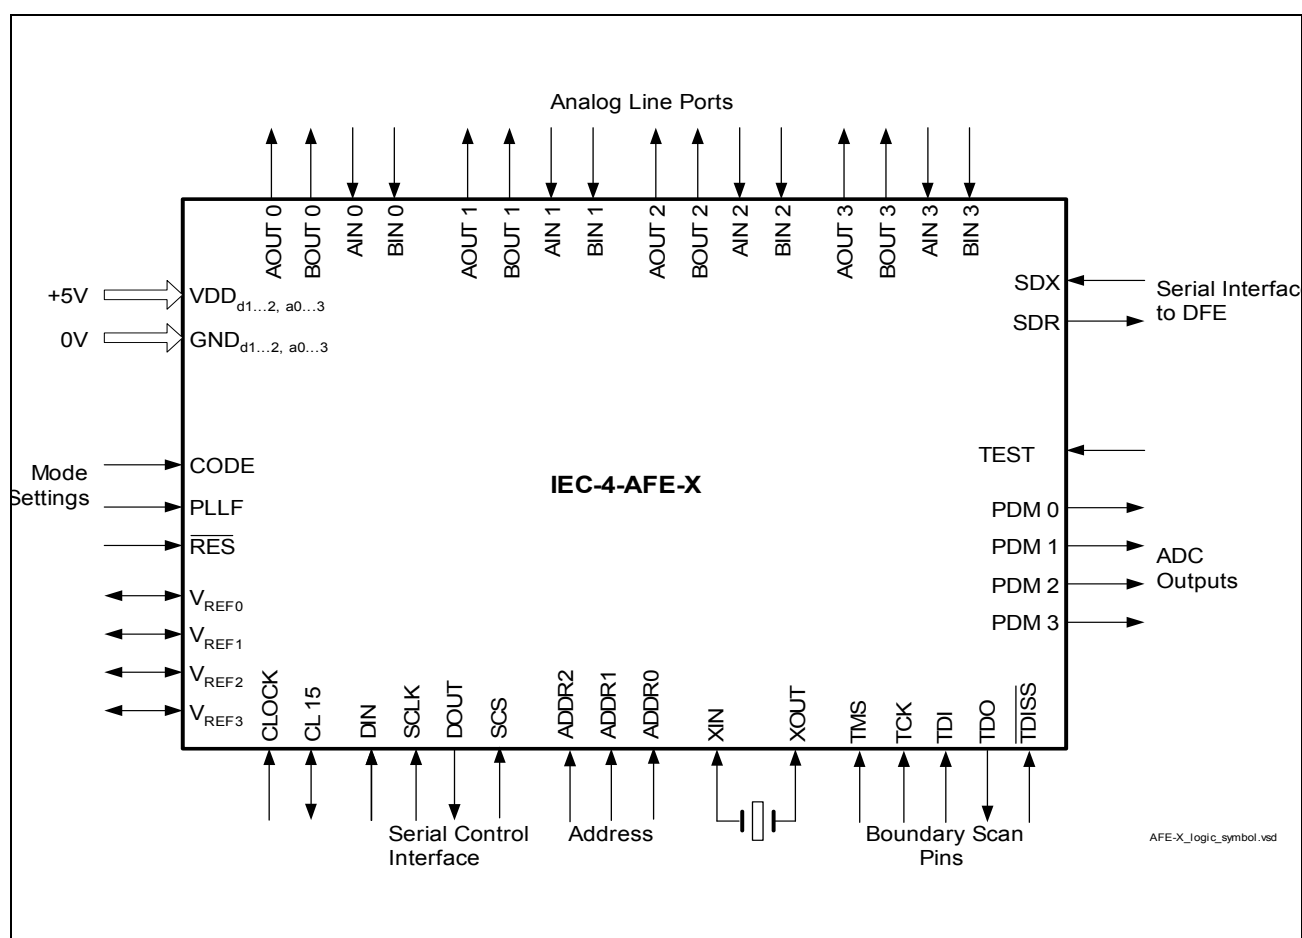 Analog Line Ports
AOUT 0
BOUT 0
AIN 0
BIN 0
AOUT 1
BOUT 1
AIN 1
BIN 1
AOUT 2
BOUT 2
AIN 2
BIN 2
AOUT 3
BOUT 3
AIN 3
BIN 3
+5V
VDD d1...2, a0...3
0V
GND d1...2, a0...3
SDX
SDR
Serial Interfac
to DFE
Mode
Settings
CODE
PLLF
RES
IEC-4-AFE-X
TEST
PDM 0
PDM 1
PDM 2
PDM 3
ADC
Outputs
VREF0
VREF1
VREF2
VREF3
CLOCK
CL 15
DIN
SCLK
DOUT
SCS
ADDR2
ADDR1
ADDR0
XIN
XOUT
TMS
TCK
TDI
TDO
TDISS
Serial Control
Interface
Address
Boundary Scan
Pins
AFE-X_logic_symbol.vsd